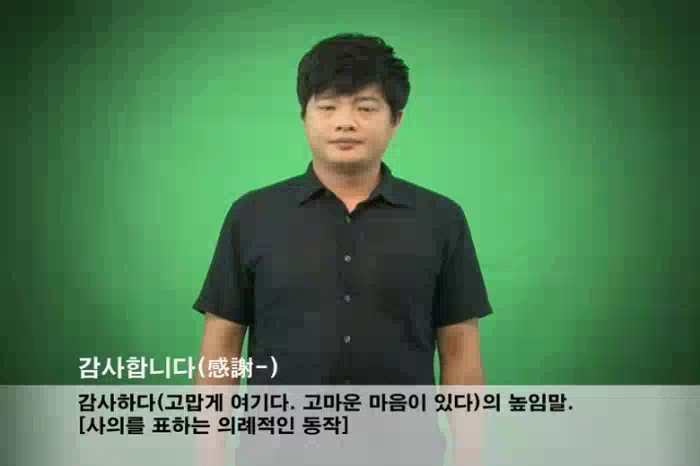 감사합니다(感謝-)
감사하다(고맙게 여기다. 고마운 마음이 있다)의 높임말.
[사의를 표하는 의례적인 동작]